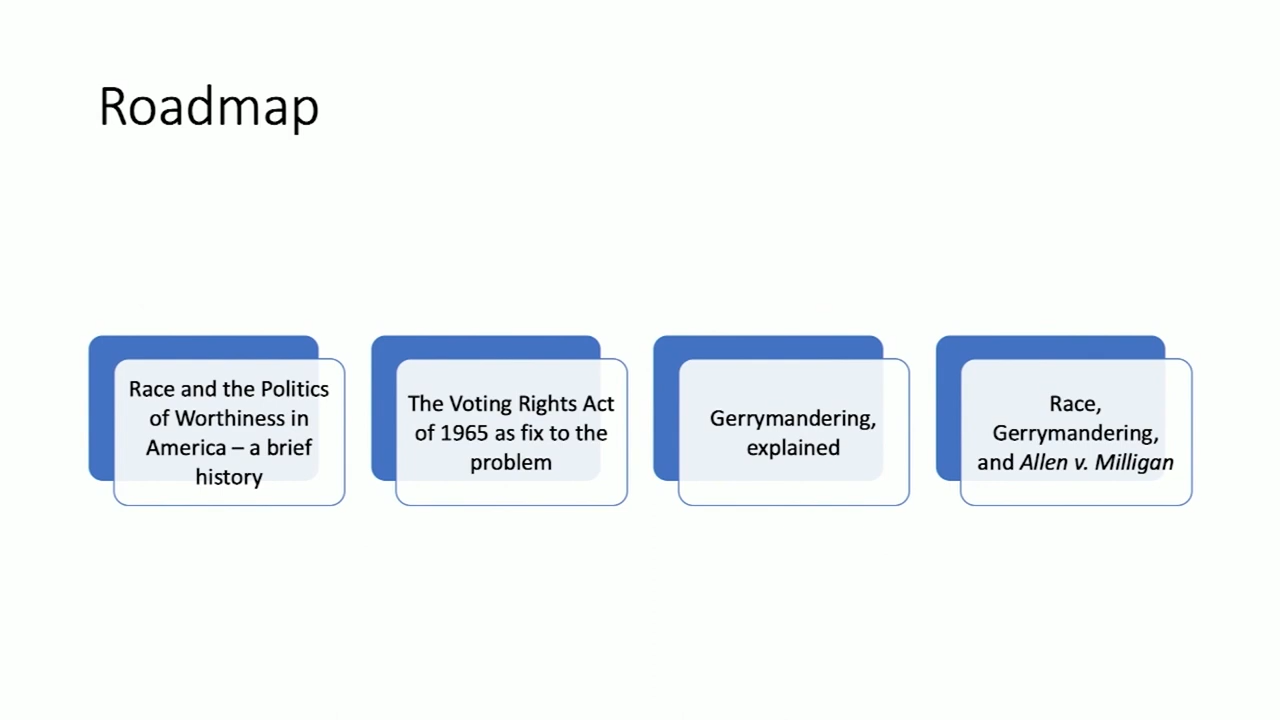 Roadmap
Race and the Politics
of Worthiness in
America – a brief
history
The Voting Rights Act
of 1965 as fix to the
problem
Gerrymandering,
explained
Race,
Gerrymandering,
and Allen v. Milligan